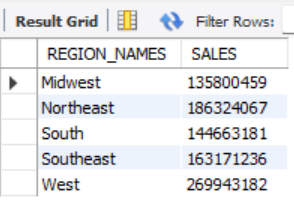 Result Grid Filter Rows:
REGION_NAMES SALES
Midwest 135800459
Northeast 186324067
South 144663181
Southeast 163171236
West 269943182